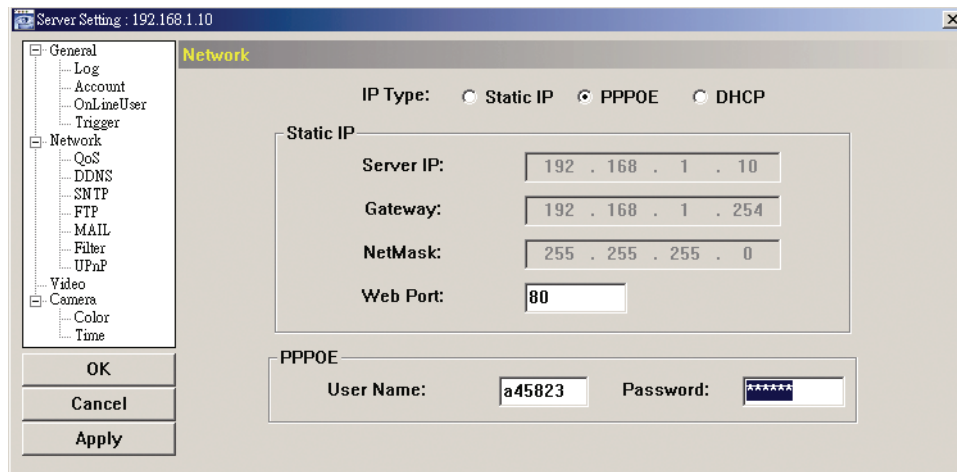 Server Setting : 192.168.1.10
General
Log
Account
OnLineUser
Trigger
Network
QoS
DDNS
SNTP
FTP
MAIL
Filter
UPnP
Video
Camera
Color
Time
OK
Cancel
Apply
Network
IP Type: Static IP PPPOE DHCP
Static IP
Server IP: 192 . 168 . 1 . 10
Gateway: 192 . 168 . 1 . 254
NetMask: 255 . 255 . 255 . 0
Web Port: 80
PPPOE
User Name: a45823 Password: ******